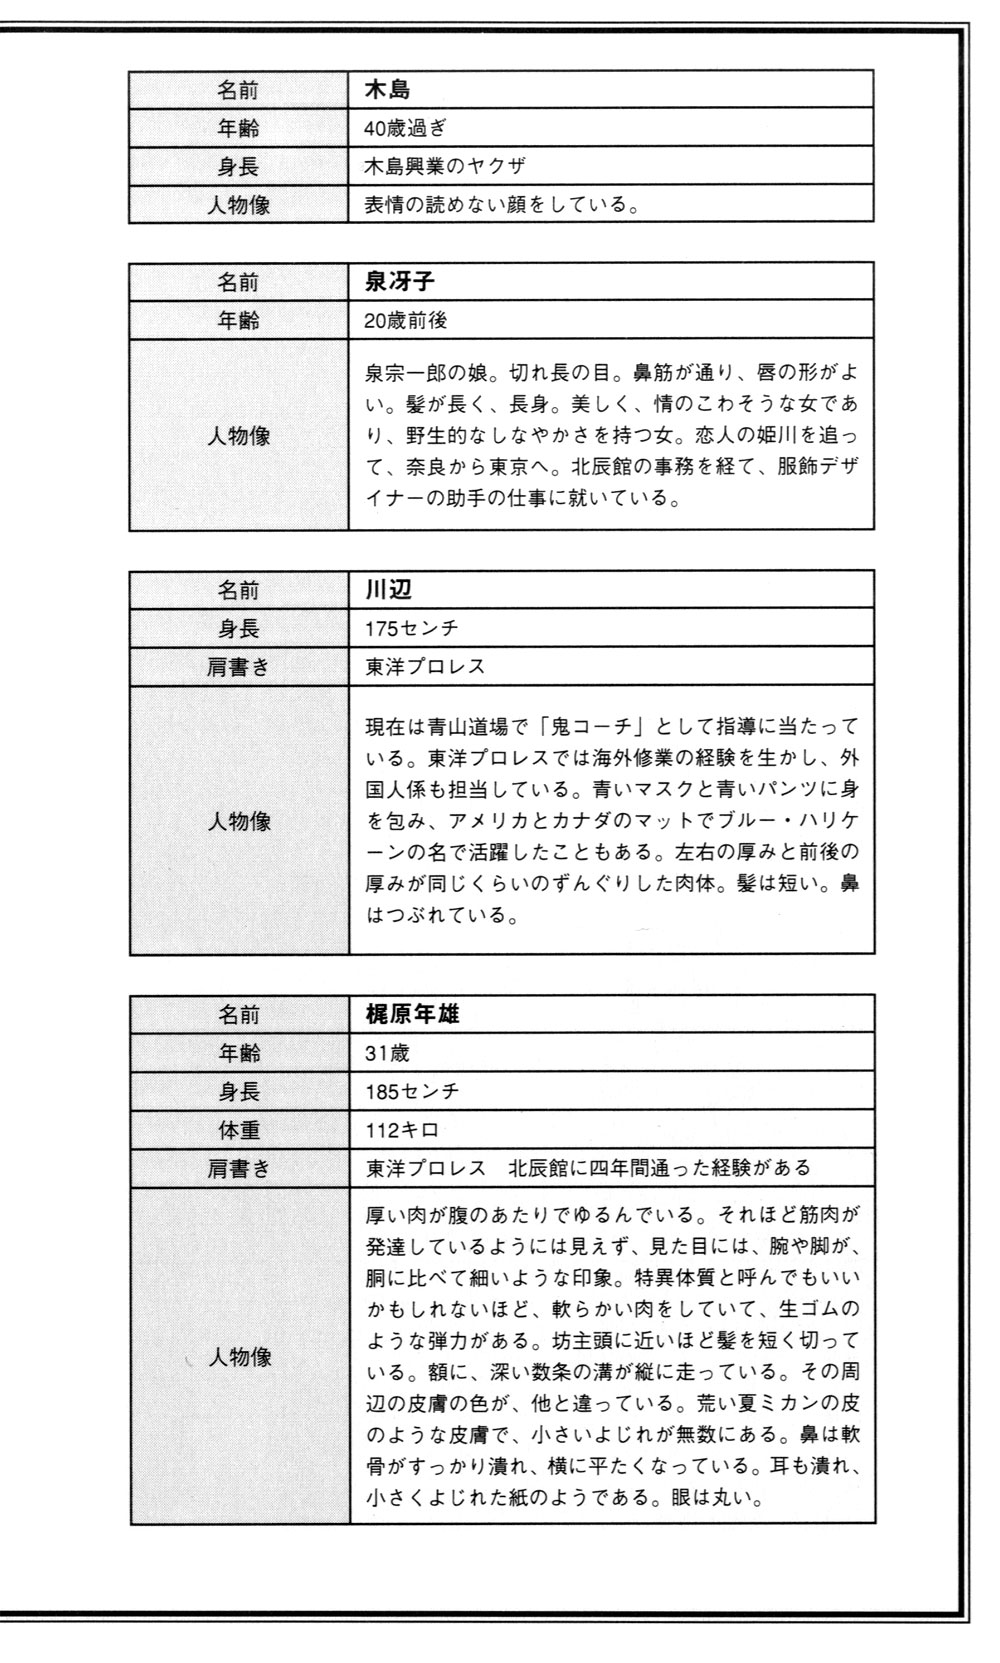 名前 木島
年齢 40歳過ぎ
身長 木島興業のヤクザ
人物像 表情の読めない顔をしている。
名前 泉冴子
年齢 20歳前後
人物像
泉宗一郎の娘。切れ長の目。鼻筋が通り、唇の形がよ
い。髪が長く、長身。美しく、情のこわそうな女であ
り、野生的なしなやかさを持つ女。恋人の姫川を追っ
て、奈良から東京へ。北辰館の事務を経て、服飾デザ
イナーの助手の仕事に就いている。
名前 川辺
身長 175センチ
肩書き 東洋プロレス
人物像
現在は青山道場で「鬼コーチ」として指導に当たって
いる。東洋プロレスでは海外修業の経験を生かし、外
国人係も担当している。青いマスクと青いパンツに身
を包み、アメリカとカナダのマットでブルー・ハリケ
ーンの名で活躍したこともある。左右の厚みと前後の
厚みが同じくらいのずんぐりした肉体。髪は短い。鼻
はつぶれている。
名前 梶原年雄
年齢 31歳
身長 185センチ
体重 112キロ
肩書き 東洋プロレス　北辰館に四年間通った経験がある
人物像
厚い肉が腹のあたりでゆるんでいる。それほど筋肉が
発達しているようには見えず、見た目には、腕や脚が、
胴に比べて細いような印象。特異体質と呼んでもいい
かもしれないほど、軟らかい肉をしていて、生ゴムの
ような弾力がある。坊主頭に近いほど髪を短く切って
いる。額に、深い数条の溝が縦に走っている。その周
辺の皮膚の色が、他と違っている。荒い夏ミカンの皮
のような皮膚で、小さいよじれが無数にある。鼻は軟
骨がすっかり潰れ、横に平たくなっている。耳も潰れ、
小さくよじれた紙のようである。眼は丸い。